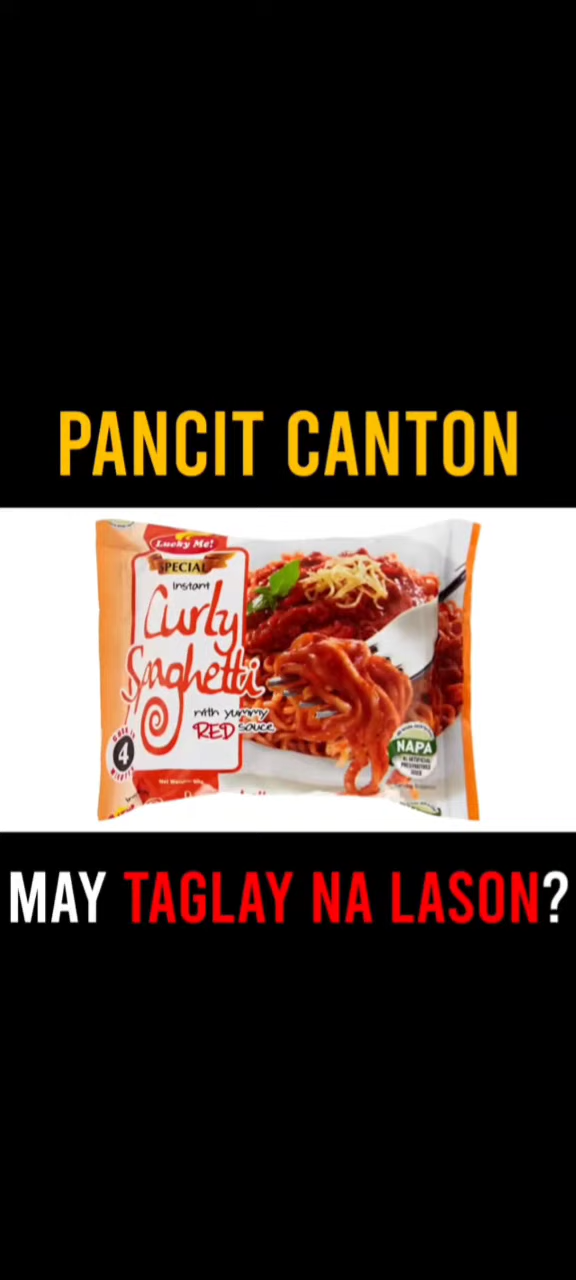 PANCIT CANTON
Lucky Me!
SPECIAL
Instant
Curly
Spaghetti
with yummy
RED sauce
4
NAPA
MAY TAGLAY NA LASON?